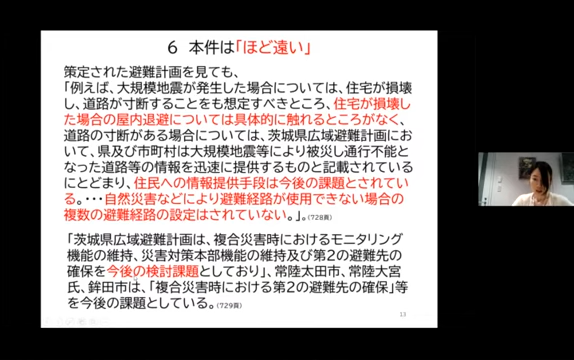 6 本件は「ほど遠い」
策定された避難計画を見ても、
「例えば、大規模地震が発生した場合については、住宅が損壊
し、道路が寸断することをも想定すべきところ、住宅が損壊し
た場合の屋内退避については具体的に触れるところがなく、
道路の寸断がある場合については、茨城県広域避難計画にお
いて、県及び市町村は大規模地震等により被災し通行不能と
なった道路等の情報を迅速に提供するものと記載されている
にとどまり、住民への情報提供手段は今後の課題とされてい
る。・・・自然災害などにより避難経路が使用できない場合の
複数の避難経路の設定はされていない。」。(728頁)
「茨城県広域避難計画は、複合災害時におけるモニタリング
機能の維持、災害対策本部機能の維持及び第2の避難先の
確保を今後の検討課題としており」、常陸太田市、常陸大宮
氏、鉾田市は、「複合災害時における第2の避難先の確保」等
を今後の課題としている。(729頁)
13